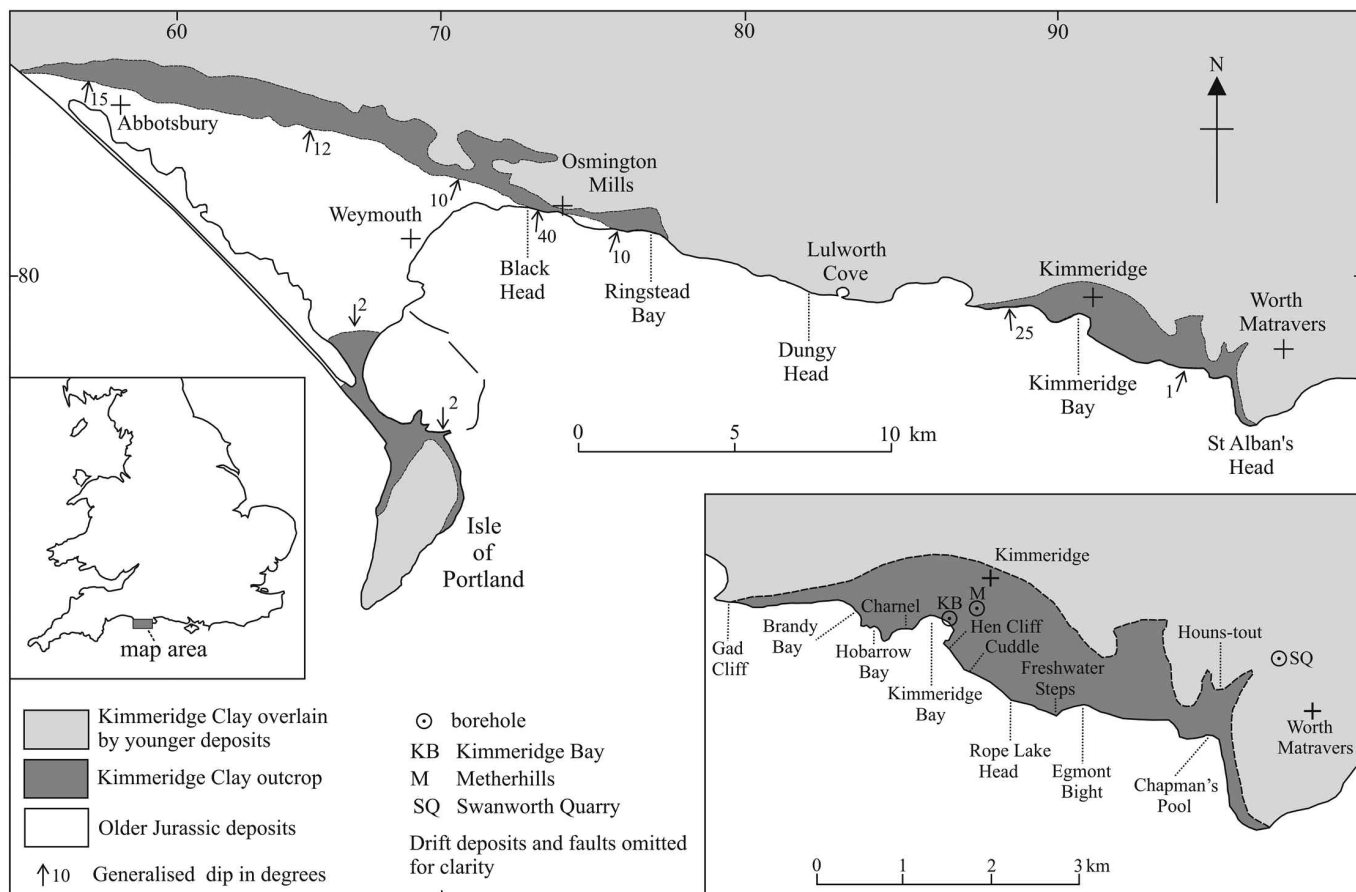 60
70
80
90
N
15
Abbotsbury
12
Osmington
Mills
10
Weymouth
40
10
Black
Head
Ringstead
Bay
80
Lulworth
Cove
Kimmeridge
Worth
Matravers
2
25
Dungy
Head
Kimmeridge
Bay
1
2
0 5 10 km
St Alban's
Head
Isle
of
Portland
map area
Kimmeridge
M
KB
Charnel
Brandy
Bay
Hen Cliff
Cuddle
Houns-tout
SQ
Gad
Cliff
Hobarrow
Bay
Freshwater
Steps
Kimmeridge
Bay
Worth
Matravers
Rope Lake
Head
Egmont
Bight
Chapman's
Pool
0 1 2 3 km
Kimmeridge Clay overlain
by younger deposits
Kimmeridge Clay outcrop
Older Jurassic deposits
10 Generalised dip in degrees
borehole
KB Kimmeridge Bay
M Metherhills
SQ Swanworth Quarry
Drift deposits and faults omitted
for clarity